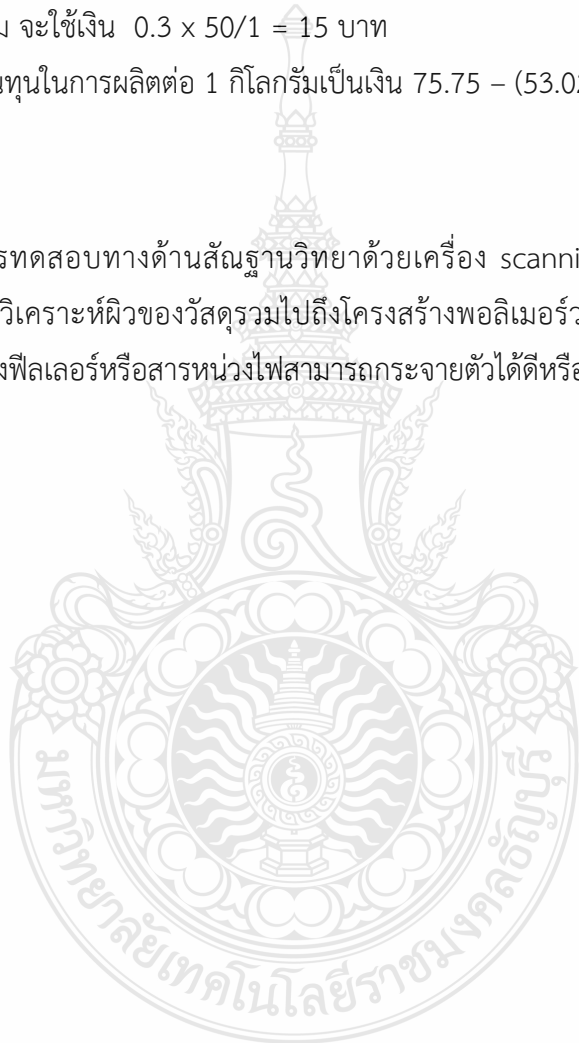 ม จะใช้เงิน 0.3 x 50/1 = 15 บาท
นทุนในการผลิตต่อ 1 กิโลกรัมเป็นเงิน 75.75 – (53.02
รทดสอบทางด้านสัณฐานวิทยาด้วยเครื่อง scanni
วิเคราะห์ผิวของวัสดุรวมไปถึงโครงสร้างพอลิเมอร์ว
งฟิลเลอร์หรือสารหน่วงไฟสามารถกระจายตัวได้ดีหรือ
มหาวิทยาลัยเทคโนโลยีราชมงคลธัญบุรี